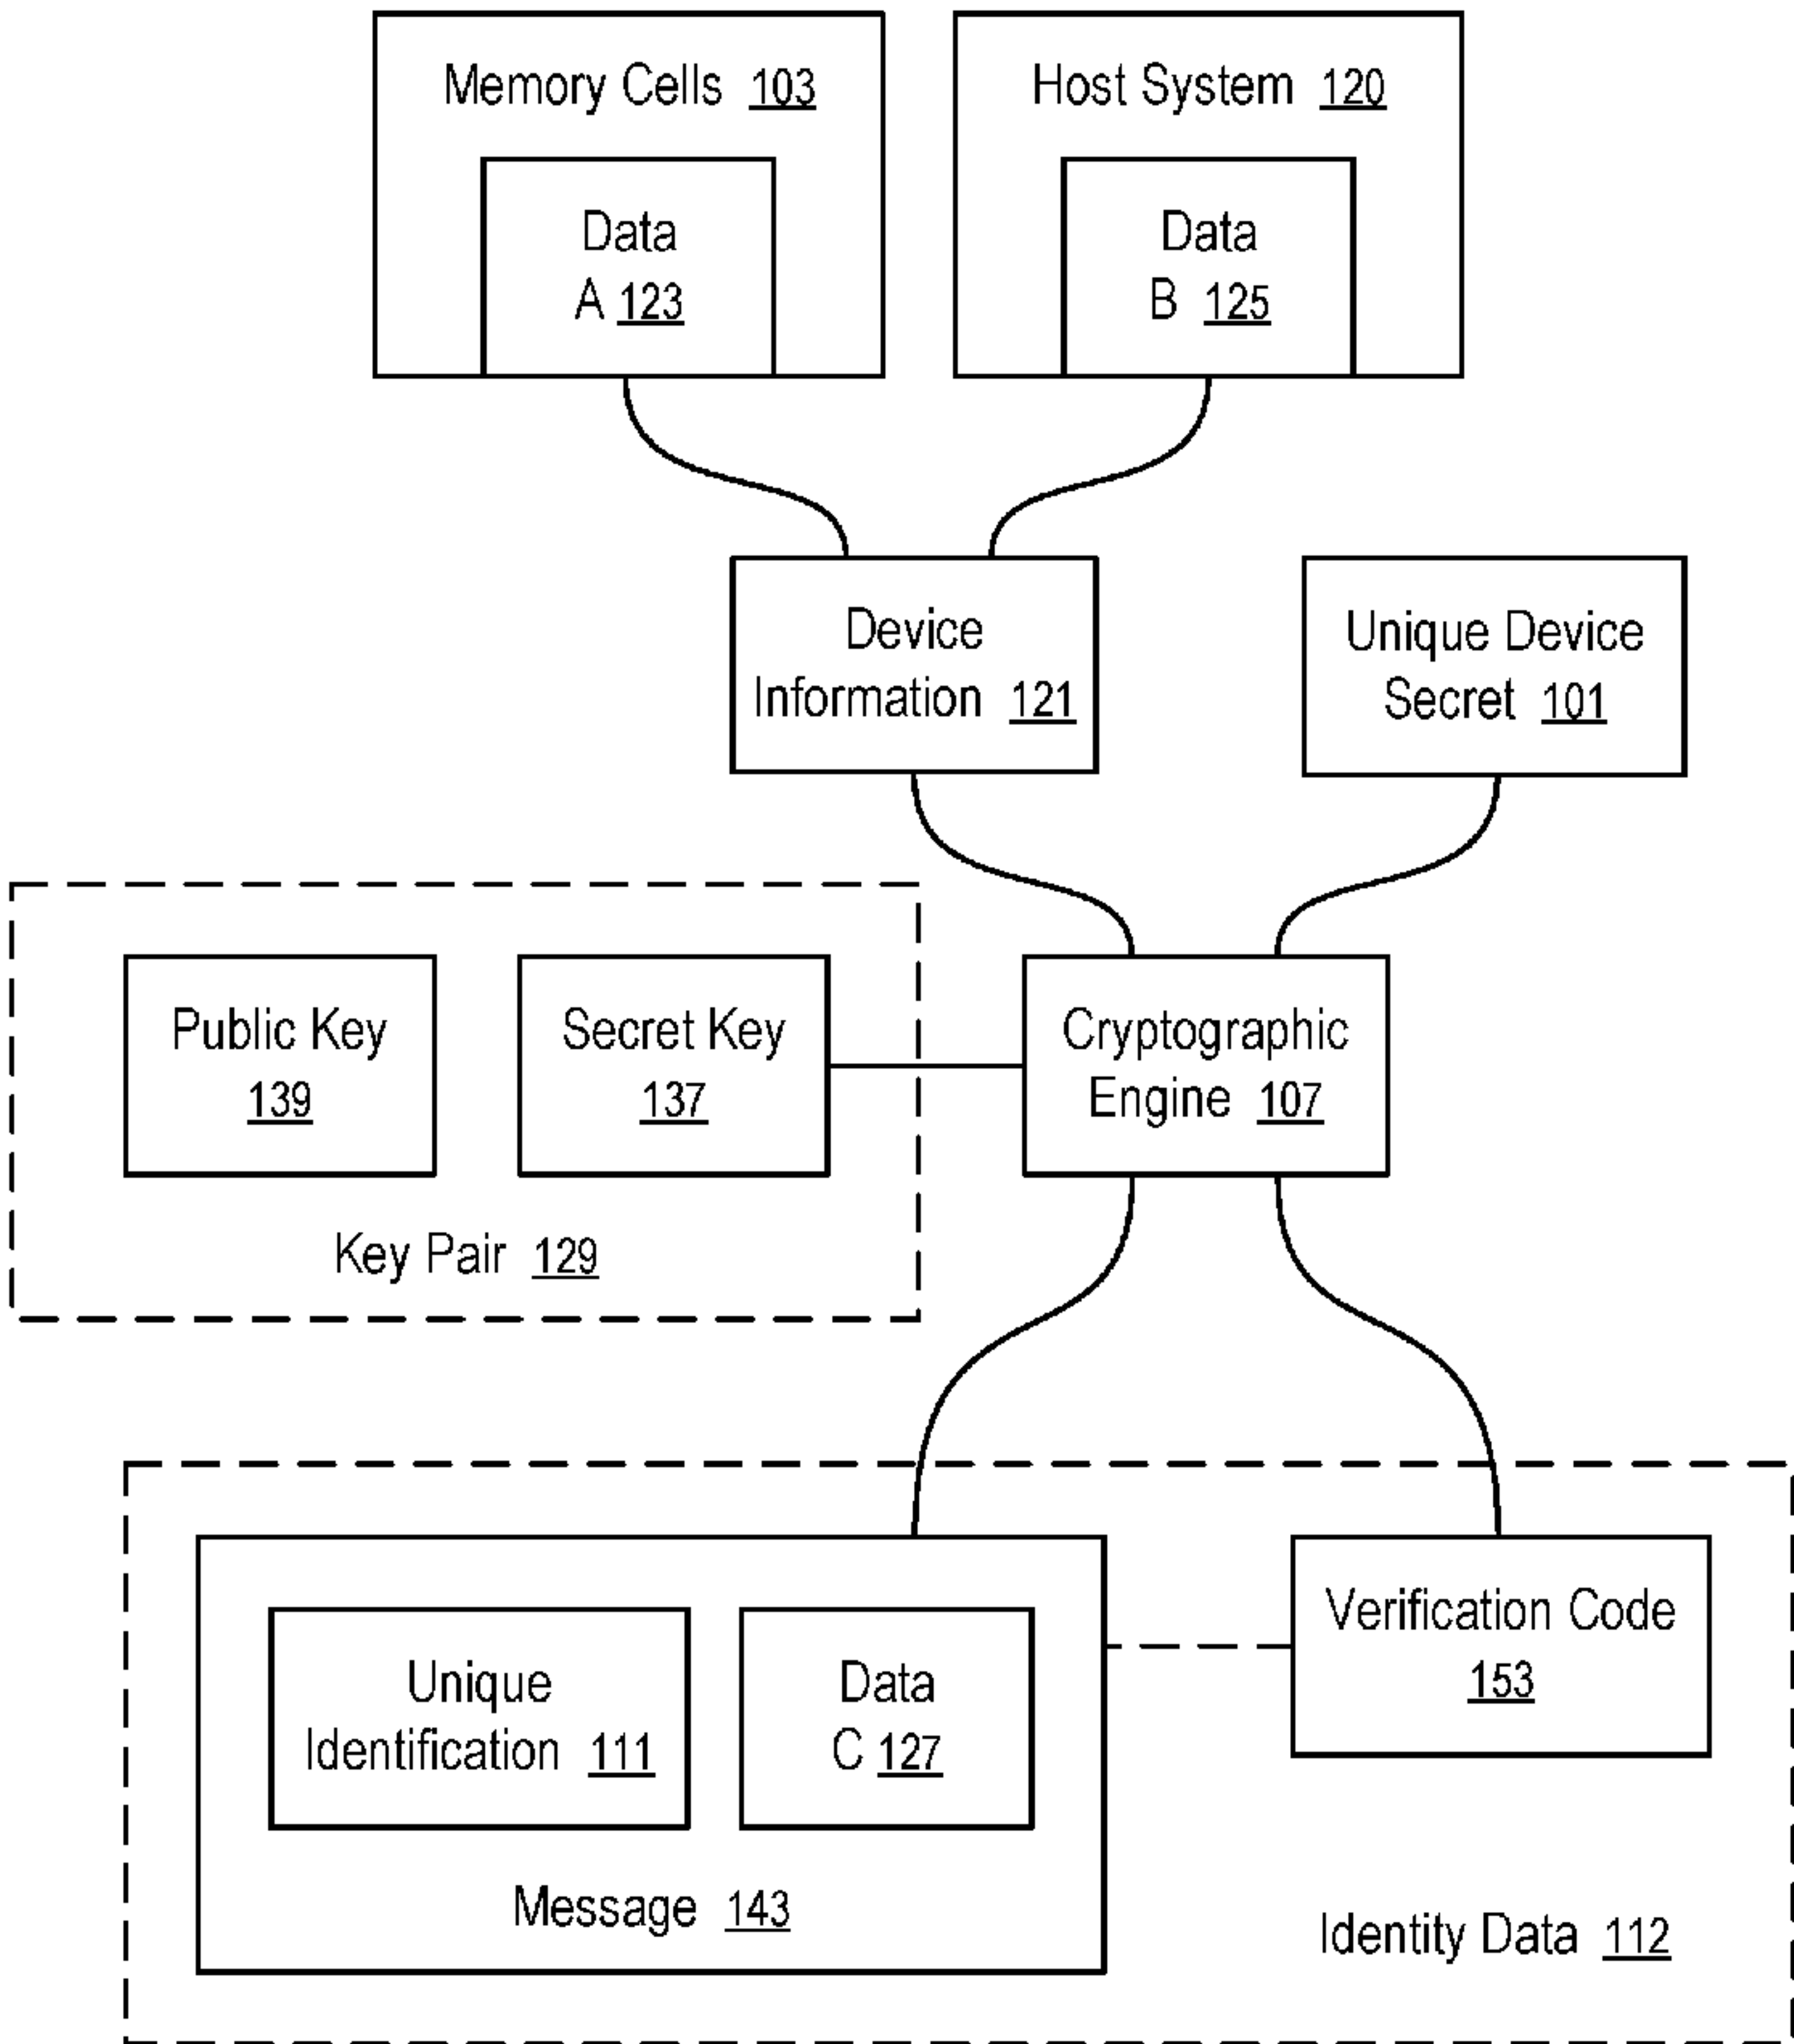 Memory Cells 103
Data
A 123
Host System 120
Data
B 125
Device
Information 121
Unique Device
Secret 101
Public Key
139
Secret Key
137
Key Pair 129
Cryptographic
Engine 107
Unique
Identification 111
Data
C 127
Message 143
Verification Code
153
Identity Data 112